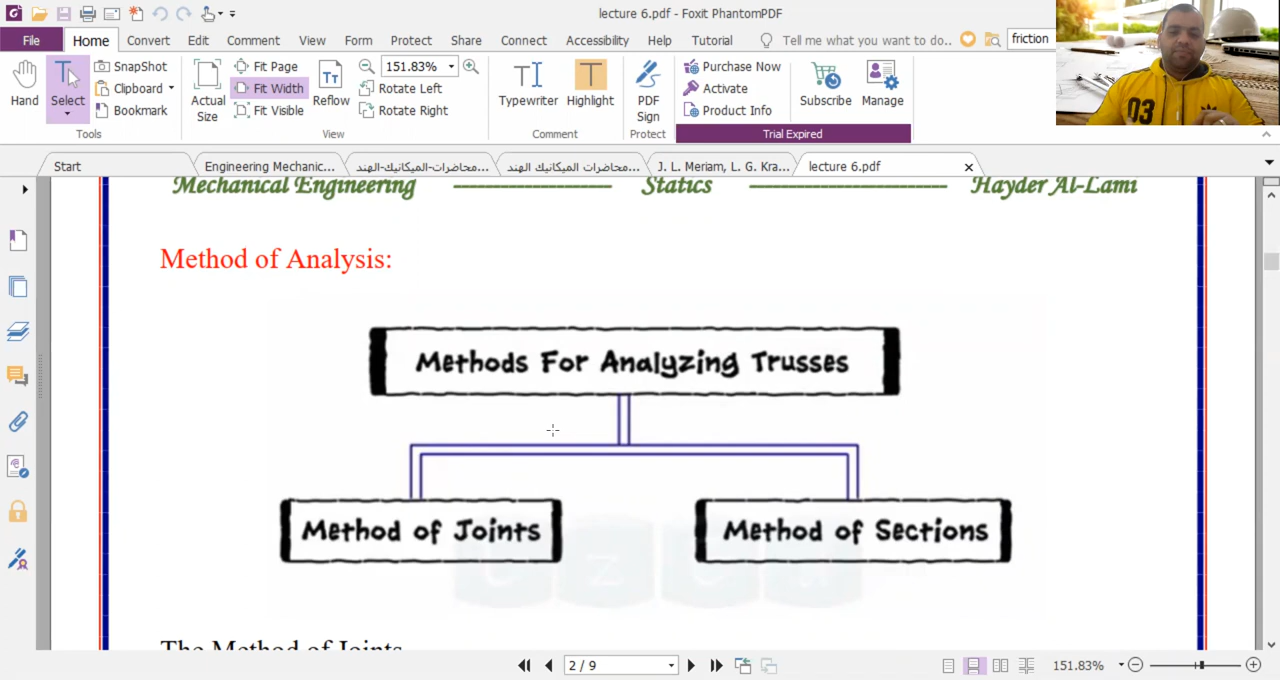 lecture 6.pdf - Foxit PhantomPDF
File Home Convert Edit Comment View Form Protect Share Connect Accessibility Help Tutorial Tell me what you want to do.. friction
Hand
Select
SnapShot
Clipboard
Bookmark
Tools
Actual Size
Fit Page
Fit Width
Fit Visible
Reflow
151.83%
Rotate Left
Rotate Right
View
Typewriter
Highlight
Comment
PDF Sign
Protect
Purchase Now
Activate
Product Info
Trial Expired
Subscribe
Manage
03
Start
Engineering Mechanic...
محاضرات-الميكانيك-الهند...
محاضرات الميكانيك الهند...
J. L. Meriam, L. G. Kra...
lecture 6.pdf
Mechanical Engineering ---------------------- Statics --------------------------- Hayder Al-Lami
Method of Analysis:
Methods For Analyzing Trusses
Method of Joints
Method of Sections
The Method of Joints
2 / 9
151.83%